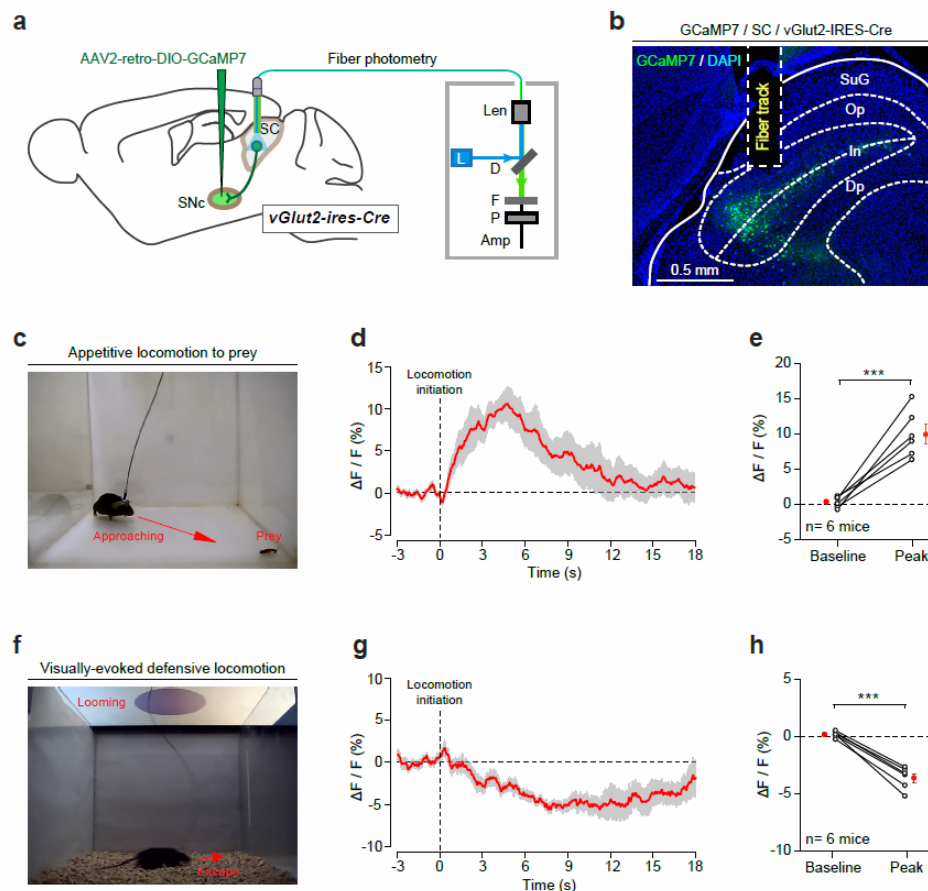 a
AAV2-retro-DIO-GCaMP7
Fiber photometry
SC
SNc
vGlut2-ires-Cre
Len
L
D
F
P
Amp
b
GCaMP7 / SC / vGlut2-IRES-Cre
GCaMP7 / DAPI
Fiber track
SuG
Op
In
Dp
0.5 mm
c
Appetitive locomotion to prey
Approaching
Prey
d
Locomotion
initiation
ΔF / F (%)
15
10
5
0
-5
-3 0 3 6 9 12 15 18
Time (s)
e
***
ΔF / F (%)
20
15
10
5
0
-5
n= 6 mice
Baseline Peak
f
Visually-evoked defensive locomotion
Looming
Escape
g
Locomotion
initiation
ΔF / F (%)
10
5
0
-5
-10
-3 0 3 6 9 12 15 18
Time (s)
h
***
ΔF / F (%)
5
0
-5
-10
n= 6 mice
Baseline Peak